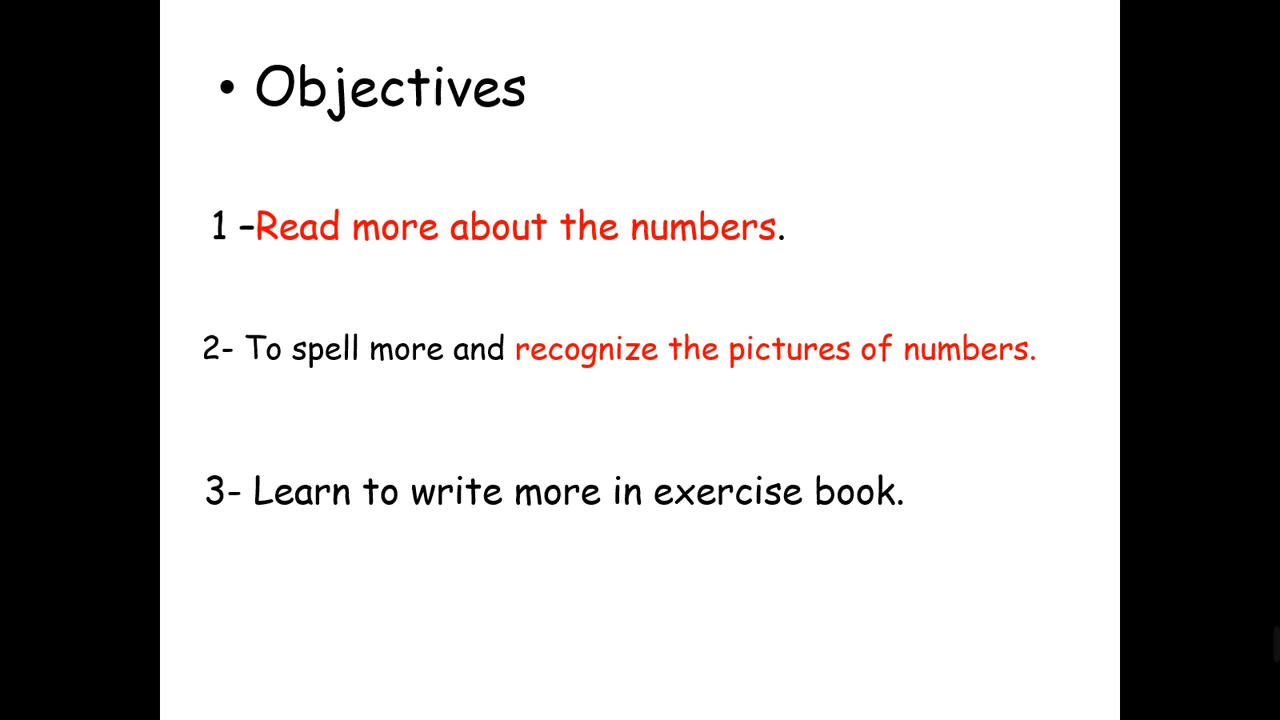 • Objectives
1 –Read more about the numbers.
2- To spell more and recognize the pictures of numbers.
3- Learn to write more in exercise book.